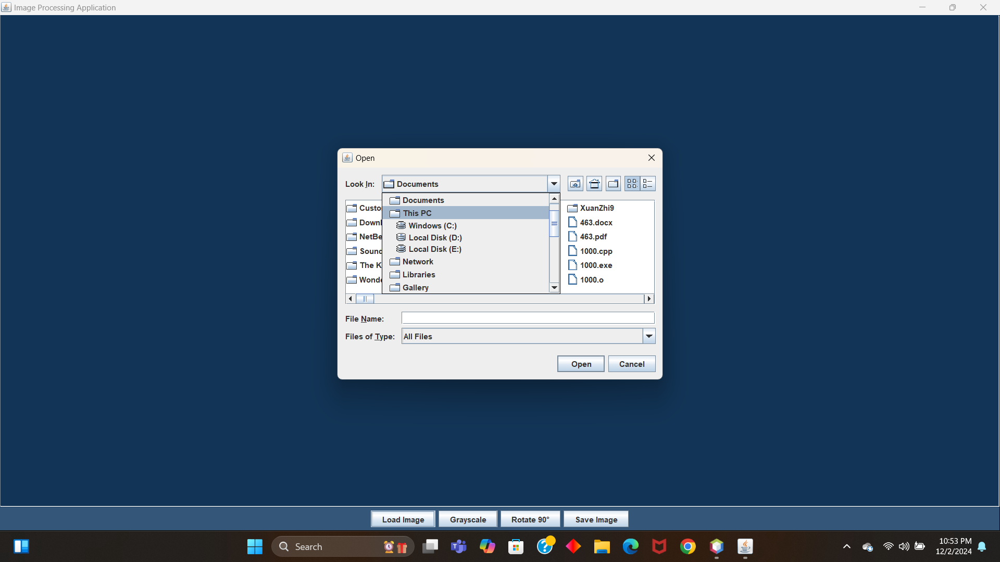 Image Processing Application
Open
Look In: Documents
Documents
This PC
Windows (C:)
Local Disk (D:)
Local Disk (E:)
Network
Libraries
Gallery
Custo
Downl
NetBe
Sound
The K
Wonde
XuanZhi9
463.docx
463.pdf
1000.cpp
1000.exe
1000.o
File Name:
Files of Type: All Files
Open Cancel
Load Image Grayscale Rotate 90° Save Image
Search
10:53 PM
12/2/2024